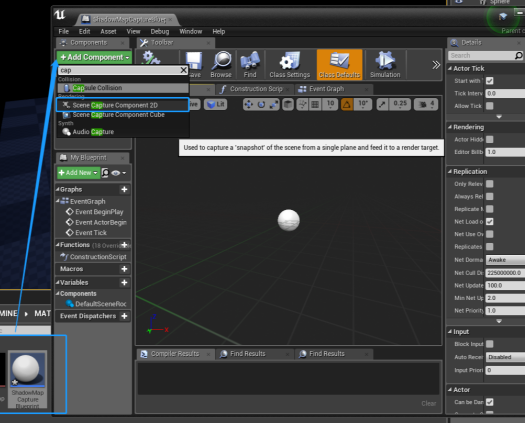 Sphere
ShadowMapCaptureBluep
Parent c
File Edit Asset View Debug Window Help
Components
Toolbar
Details
+ Add Component
Search
cap
Collision
Capsule Collision
Rendering
Scene Capture Component 2D
Scene Capture Component Cube
Synth
Audio Capture
ave Browse Find Class Settings Class Defaults Simulation
Construction Scrip
Event Graph
Lit
10 10° 0.25 4
Used to capture a 'snapshot' of the scene from a single plane and feed it to a render target.
My Blueprint
+ Add New
Graphs
EventGraph
Event BeginPlay
Event ActorBegin
Event Tick
Functions (18 Overrid
ConstructionScript
Macros
Variables
Components
DefaultSceneRoo
Event Dispatchers
Compiler Results
Find Results
Find Results
Clear
Actor Tick
Start with
Tick Interv 0.0
Allow Tick
Rendering
Actor Hidd
Editor Billb 1.0
Replication
Only Relev
Always Rel
Replicate M
Net Load o
Net Use Ow
Replicates
Net Dorma Awake
Net Cull Di 225000000.0
Net Update 100.0
Min Net Up 2.0
Net Priority 1.0
Input
Block Input
Auto Recei Disabled
Input Priori 0
Actor
Can be Dam
MINE MAT
ShadowMap
Capture
Blueprint